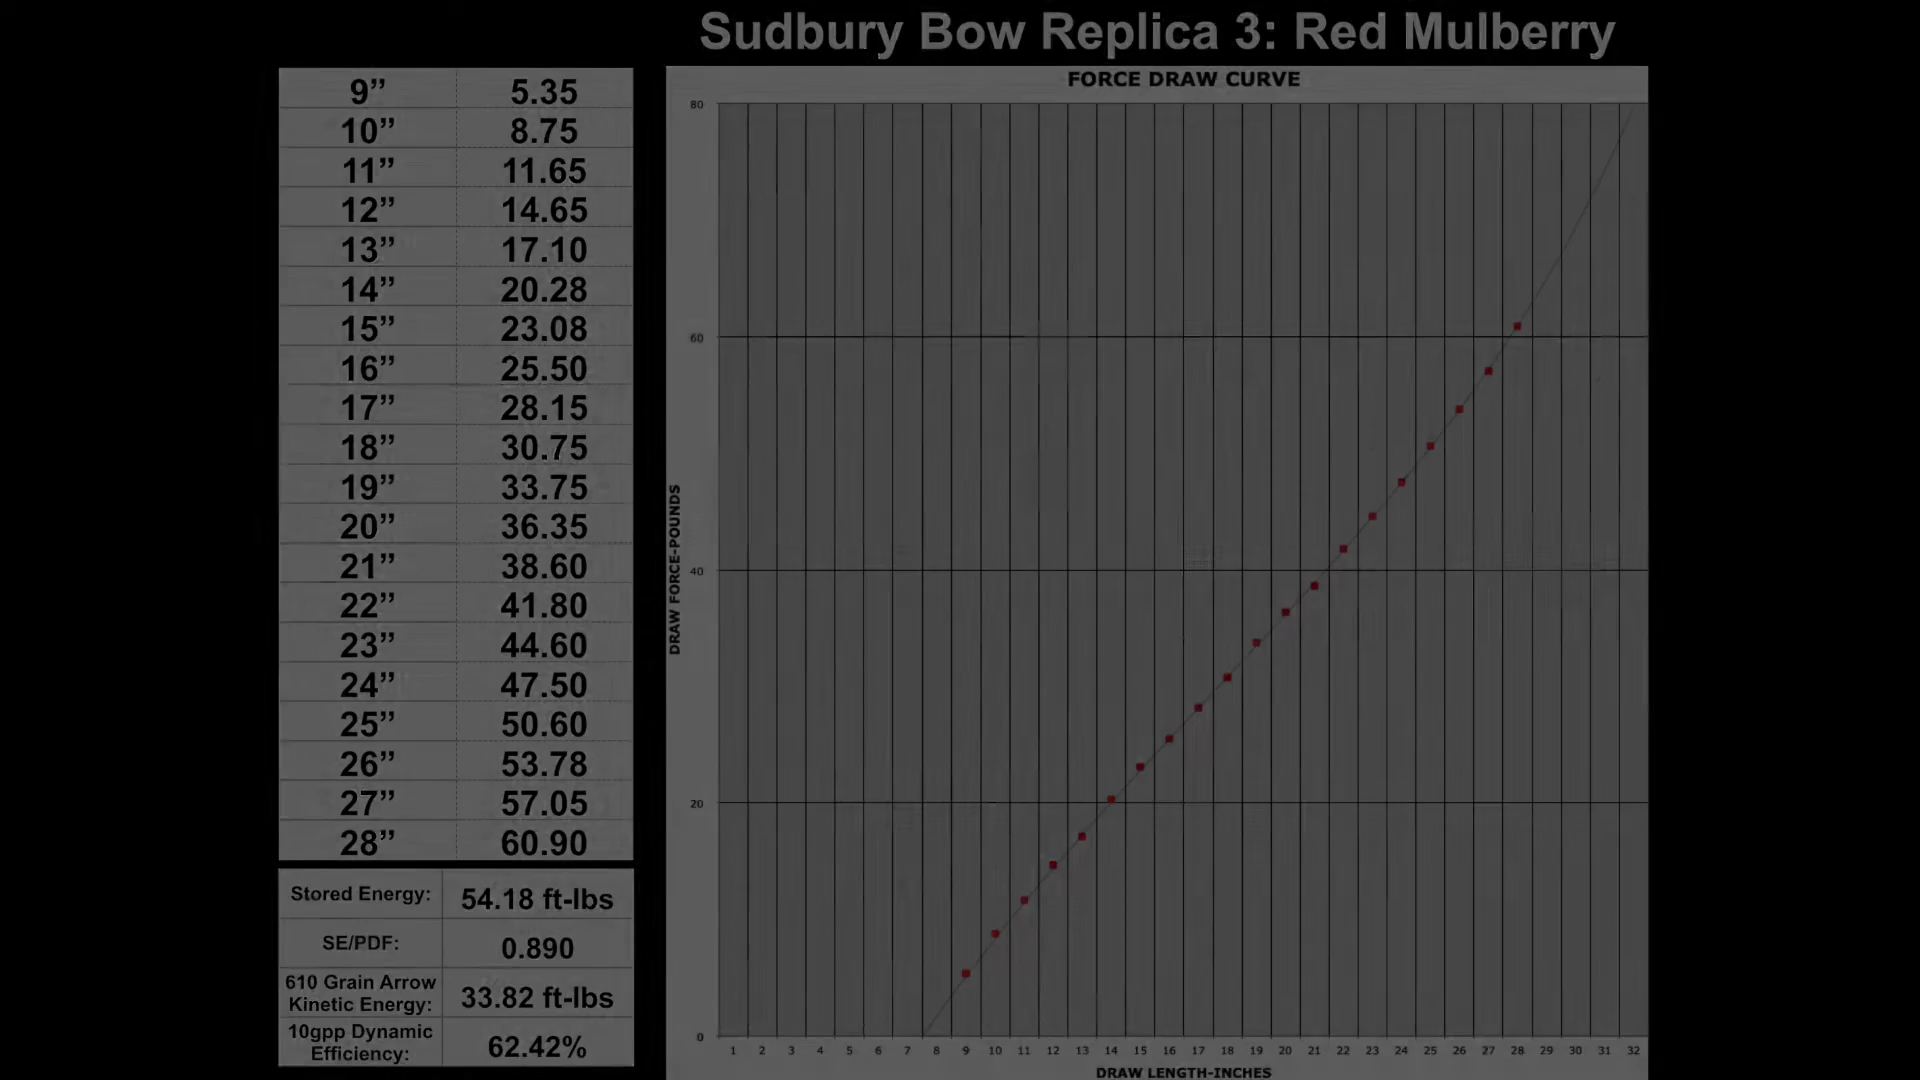 Sudbury Bow Replica 3: Red Mulberry
9” 5.35
10” 8.75
11” 11.65
12” 14.65
13” 17.10
14” 20.28
15” 23.08
16” 25.50
17” 28.15
18” 30.75
19” 33.75
20” 36.35
21” 38.60
22” 41.80
23” 44.60
24” 47.50
25” 50.60
26” 53.78
27” 57.05
28” 60.90
Stored Energy: 54.18 ft-lbs
SE/PDF: 0.890
610 Grain Arrow
Kinetic Energy: 33.82 ft-lbs
10gpp Dynamic
Efficiency: 62.42%
FORCE DRAW CURVE
80
60
40
20
0
DRAW FORCE-POUNDS
1 2 3 4 5 6 7 8 9 10 11 12 13 14 15 16 17 18 19 20 21 22 23 24 25 26 27 28 29 30 31 32
DRAW LENGTH-INCHES